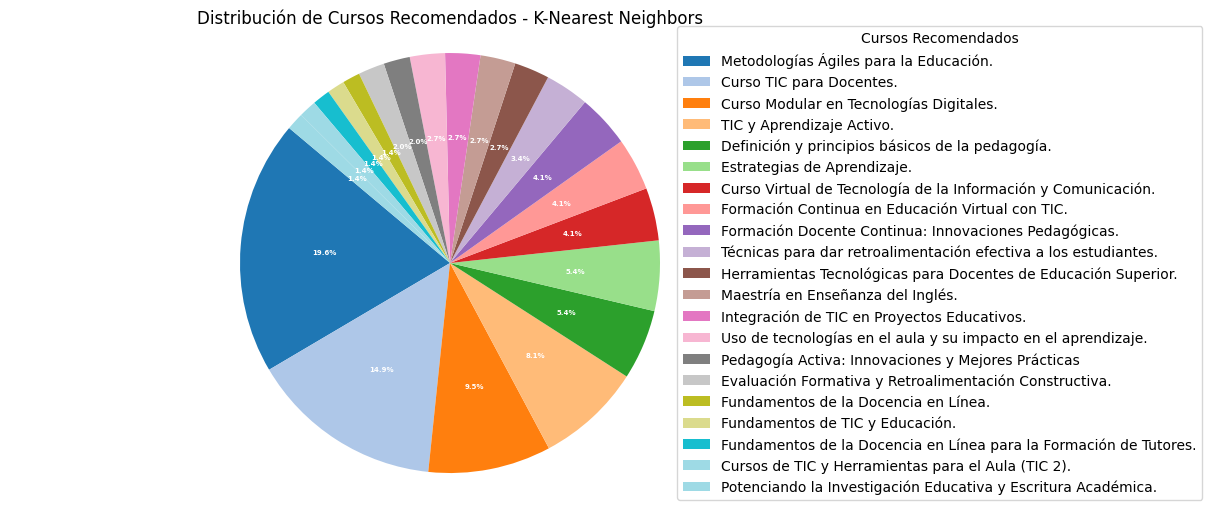 Distribución de Cursos Recomendados - K-Nearest Neighbors
Cursos Recomendados
Metodologías Ágiles para la Educación.
Curso TIC para Docentes.
Curso Modular en Tecnologías Digitales.
TIC y Aprendizaje Activo.
Definición y principios básicos de la pedagogía.
Estrategias de Aprendizaje.
Curso Virtual de Tecnología de la Información y Comunicación.
Formación Continua en Educación Virtual con TIC.
Formación Docente Continua: Innovaciones Pedagógicas.
Técnicas para dar retroalimentación efectiva a los estudiantes.
Herramientas Tecnológicas para Docentes de Educación Superior.
Maestría en Enseñanza del Inglés.
Integración de TIC en Proyectos Educativos.
Uso de tecnologías en el aula y su impacto en el aprendizaje.
Pedagogía Activa: Innovaciones y Mejores Prácticas
Evaluación Formativa y Retroalimentación Constructiva.
Fundamentos de la Docencia en Línea.
Fundamentos de TIC y Educación.
Fundamentos de la Docencia en Línea para la Formación de Tutores.
Cursos de TIC y Herramientas para el Aula (TIC 2).
Potenciando la Investigación Educativa y Escritura Académica.
19.6%
14.9%
9.5%
8.1%
5.4%
5.4%
4.1%
4.1%
4.1%
3.4%
2.7%
2.7%
2.7%
2.7%
2.0%
2.0%
1.4%
1.4%
1.4%
1.4%
1.4%